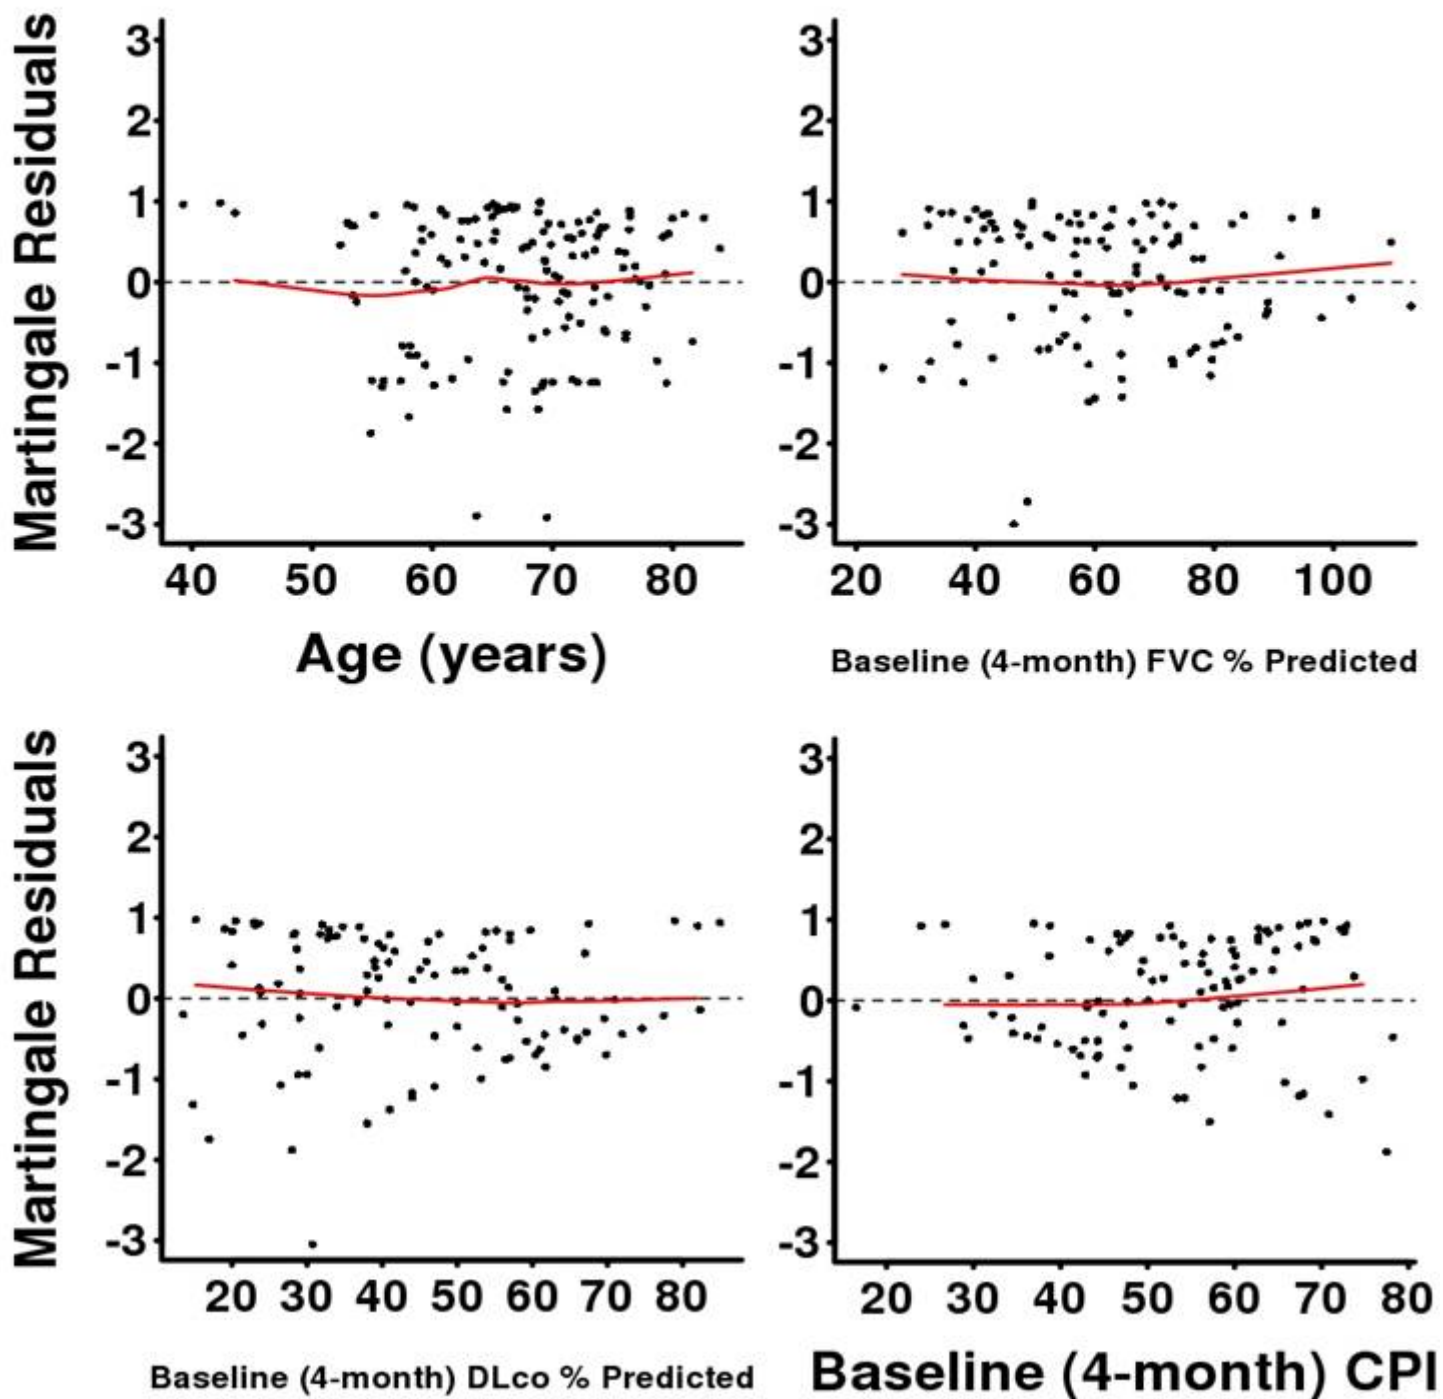 Martingale Residuals
3
2
1
0
-1
-2
-3
40 50 60 70 80
Age (years)
3
2
1
0
-1
-2
-3
20 40 60 80 100
Baseline (4-month) FVC % Predicted
Martingale Residuals
3
2
1
0
-1
-2
-3
20 30 40 50 60 70 80
Baseline (4-month) DLco % Predicted
3
2
1
0
-1
-2
-3
20 30 40 50 60 70 80
Baseline (4-month) CPI